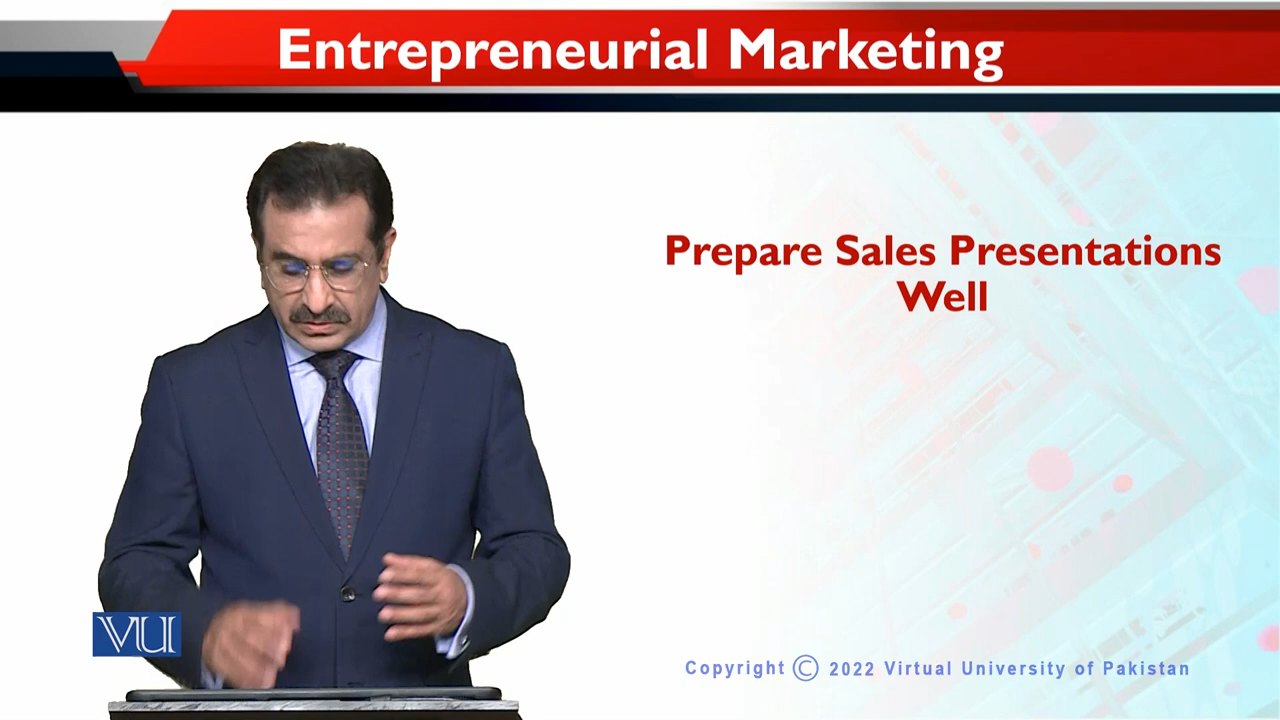 Entrepreneurial Marketing
Prepare Sales Presentations
Well
VU
Copyright © 2022 Virtual University of Pakistan